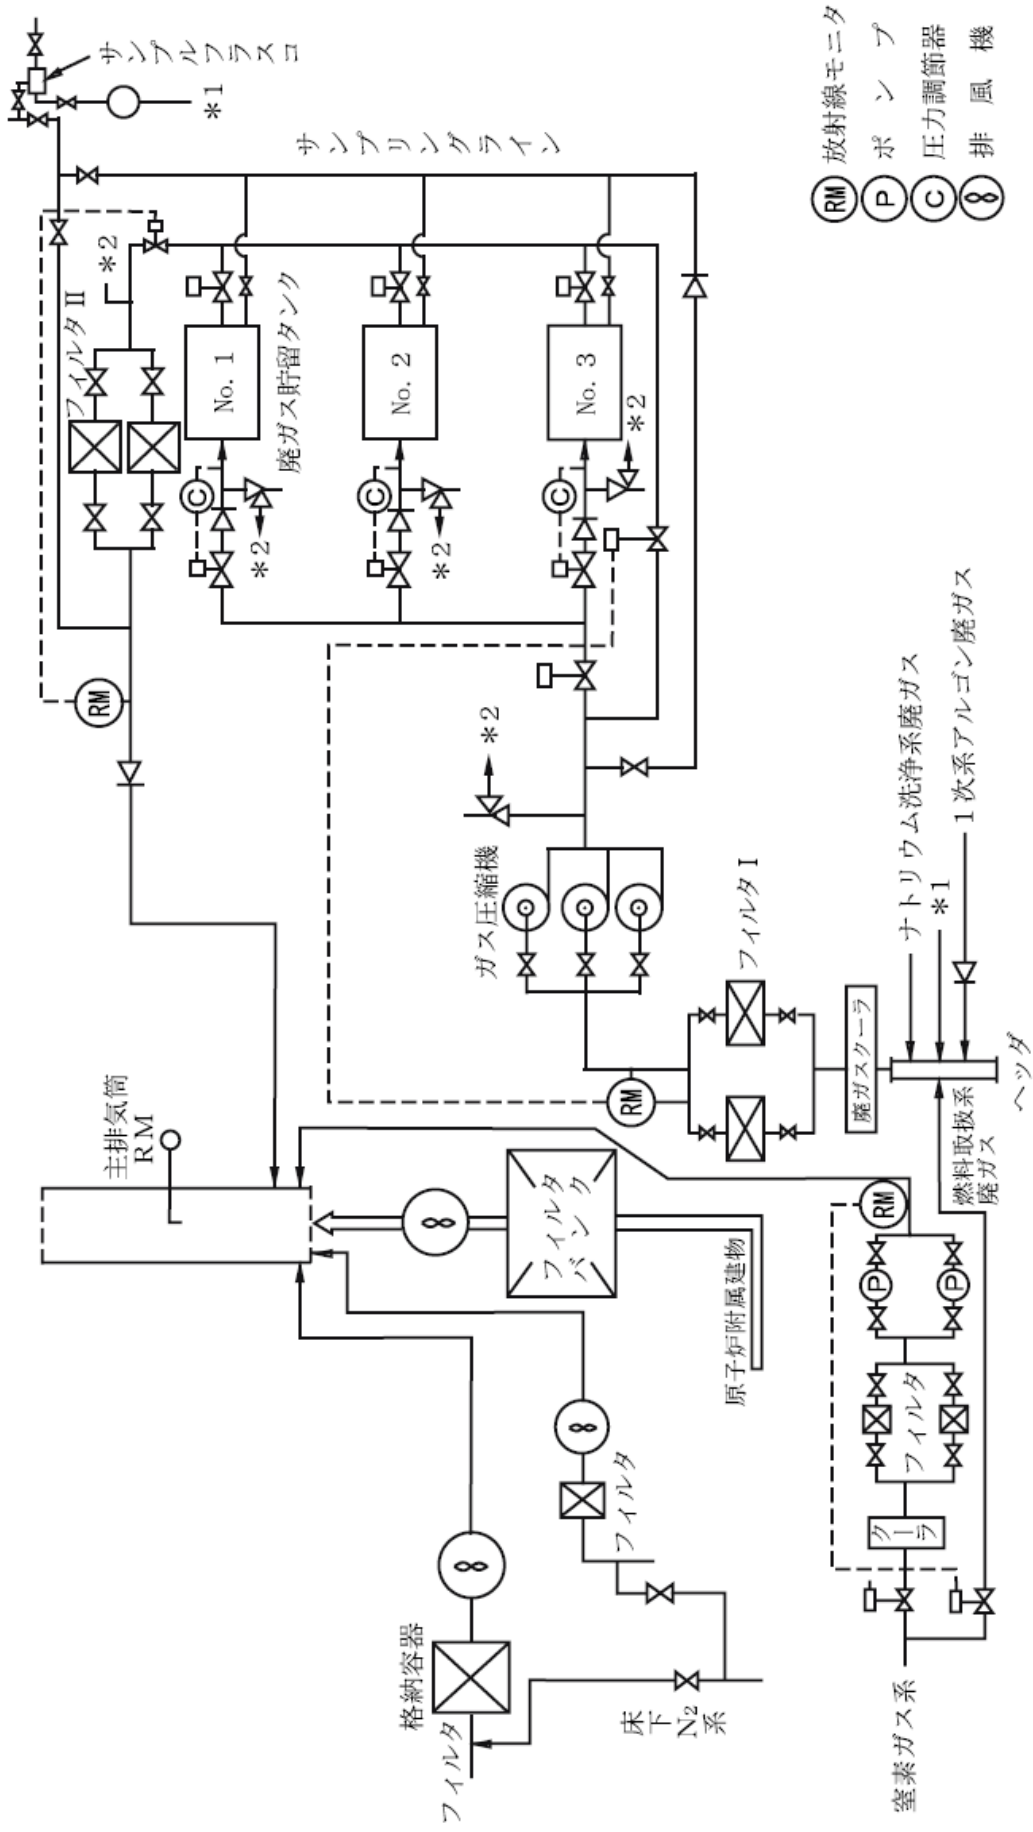 サンプルフラスコ
*1
サンプリングライン
RM 放射線モニタ
P ポンプ
C 圧力調節器
排風機
*2
フィルタⅡ
No. 1
No. 2
No. 3
廃ガス貯留タンク
C
C
C
*2
*2
*2
RM
*2
ガス圧縮機
フィルタⅠ
RM
廃ガスクーラ
ナトリウム洗浄系廃ガス
*1
1次系アルゴン廃ガス
ヘッダ
燃料取扱系
廃ガス
主排気筒
RM
フィルタ
バンク
原子炉附属建物
RM
P
P
フィルタ
クーラ
フィルタ
格納容器
フィルタ
床下N₂系
窒素ガス系